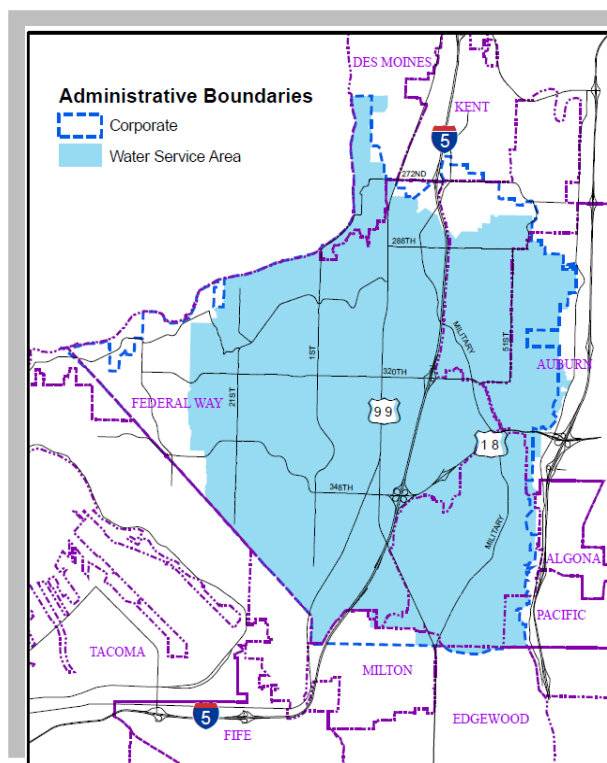 DES MOINES
Administrative Boundaries
KENT
Corporate
5
Water Service Area
272ND
288TH
MILITARY
51ST
1ST
AUBURN
320TH
FEDERAL WAY
21ST
99
18
348TH
MILITARY
ALGONA
PACIFIC
TACOMA
MILTON
5
EDGEWOOD
FIFE